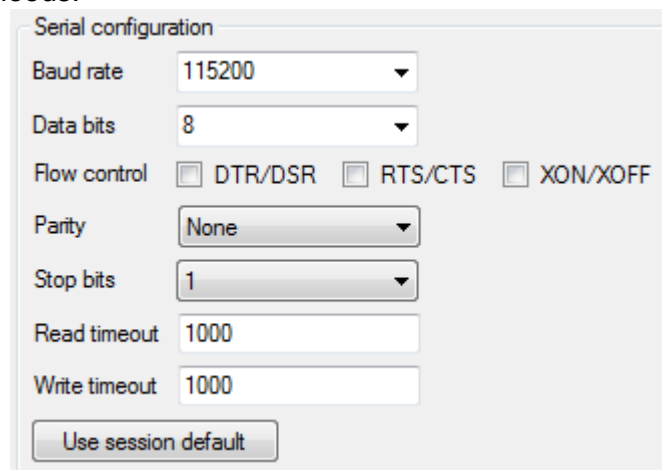 Serial configuration
Baud rate 115200
Data bits 8
Flow control DTR/DSR RTS/CTS XON/XOFF
Parity None
Stop bits 1
Read timeout 1000
Write timeout 1000
Use session default